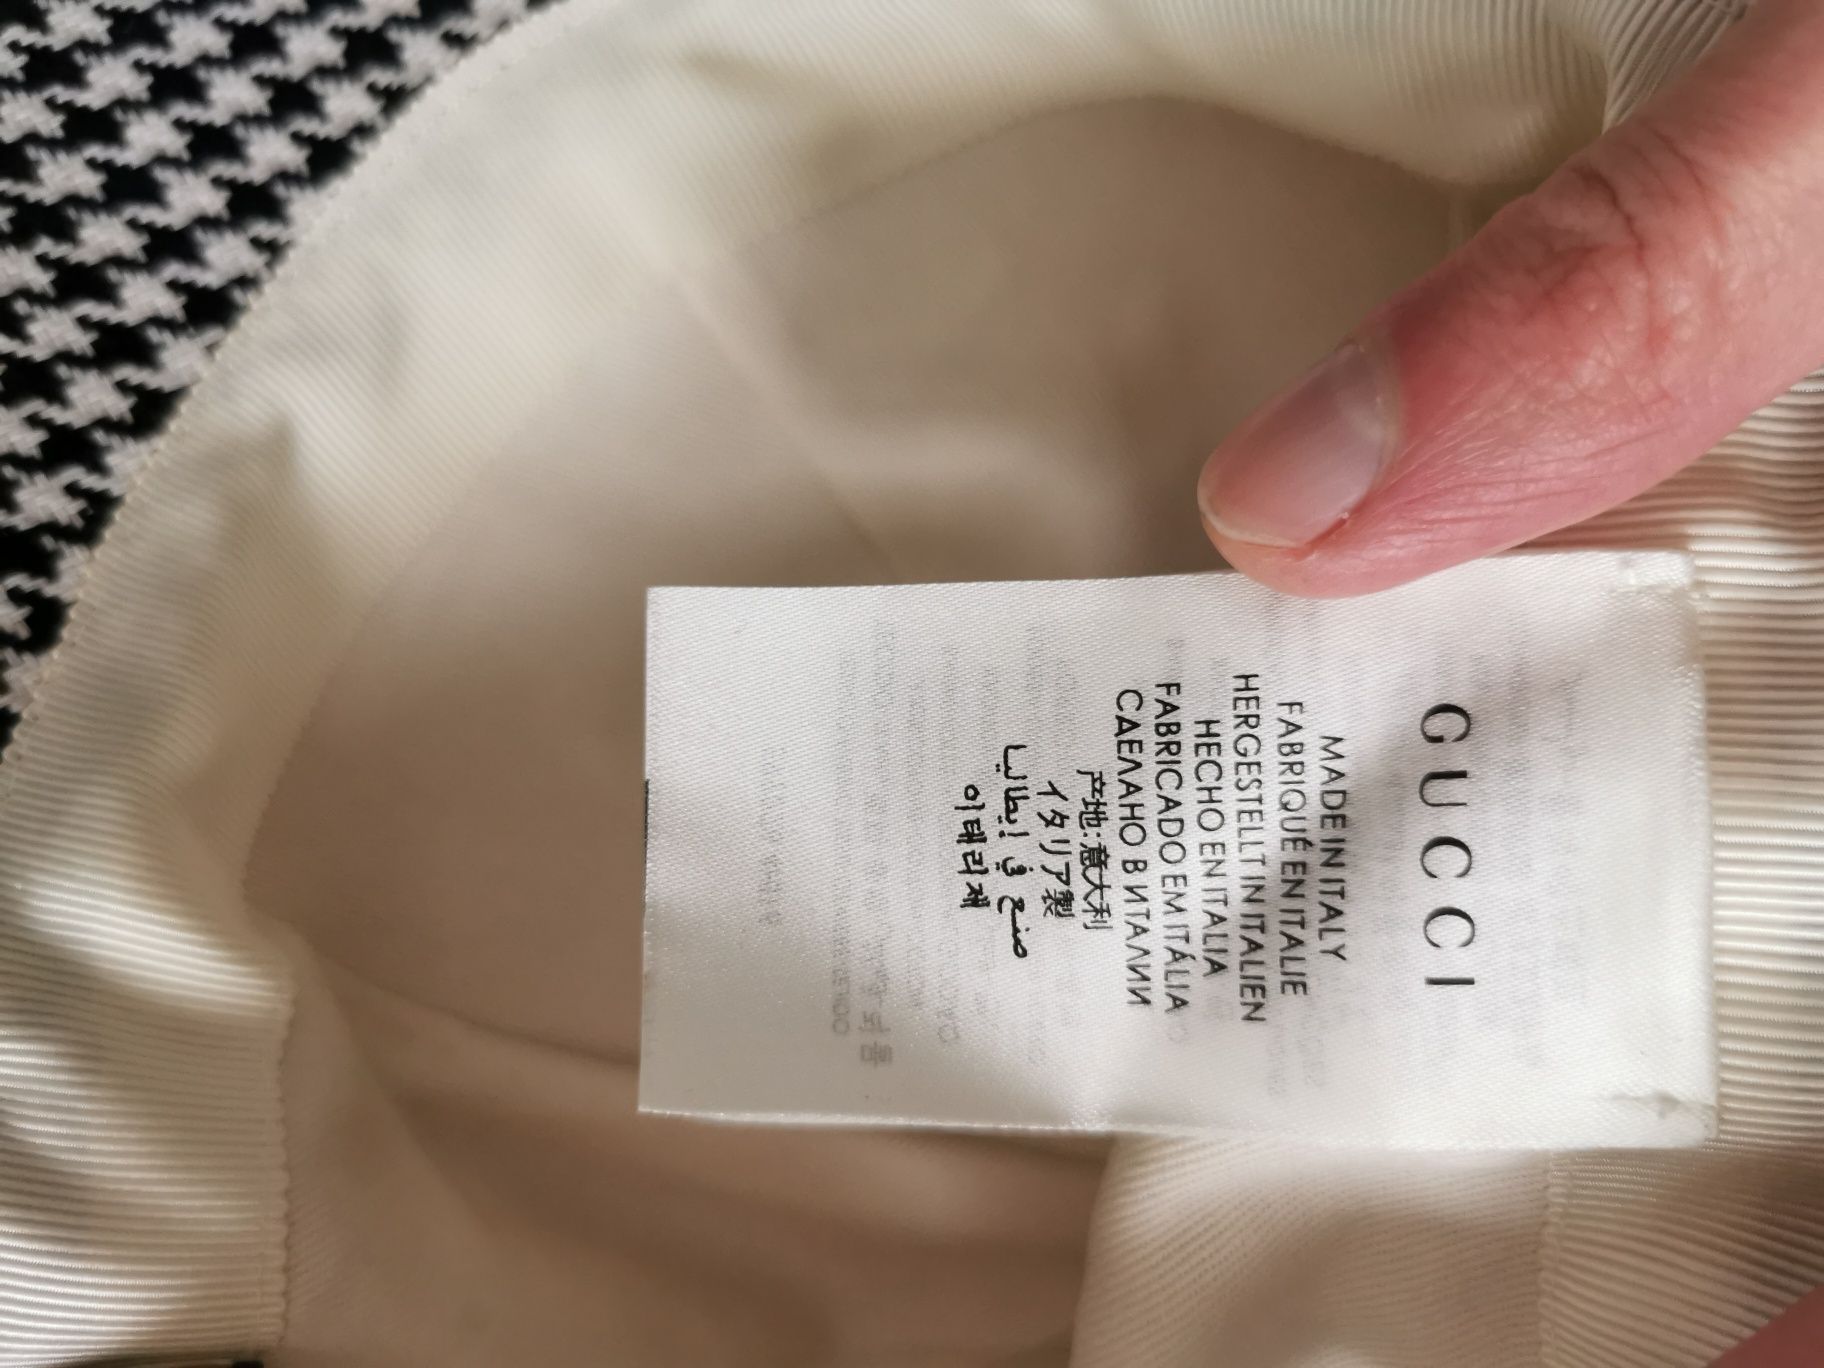 GUCCI
MADE IN ITALY
FABRIQUÉ EN ITALIE
HERGESTELLT IN ITALIEN
HECHO EN ITALIA
FABRICADO EM ITÁLIA
СДЕЛАНО В ИТАЛИИ
产地:意大利
イタリア製
صنع في إيطاليا
이태리제